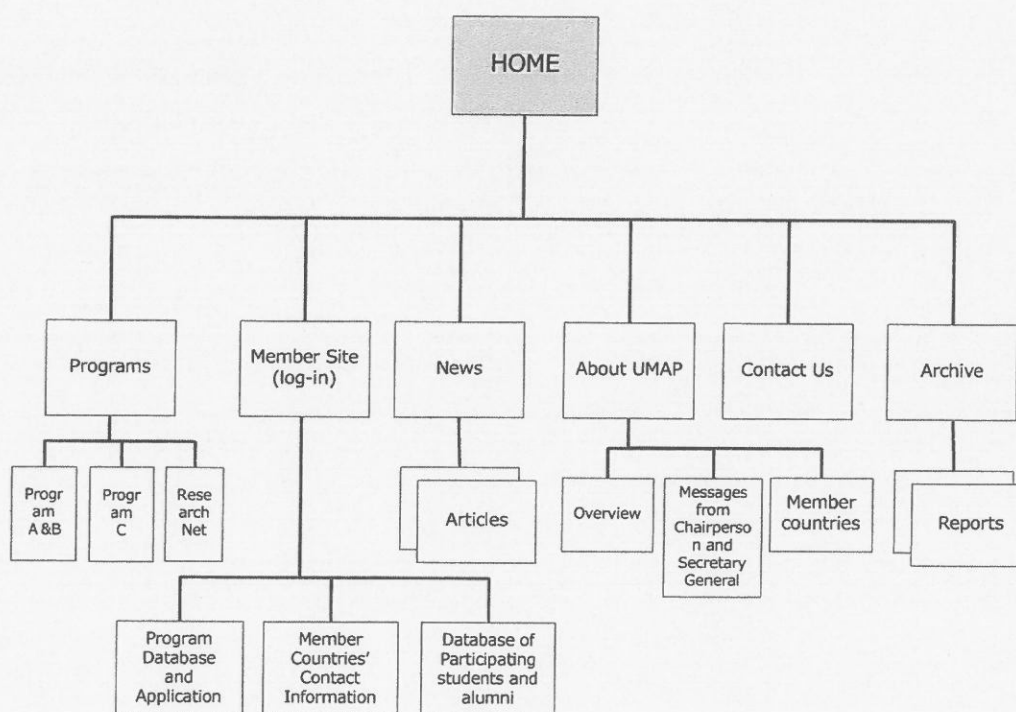 HOME
Programs
Member Site
(log-in)
News
About UMAP
Contact Us
Archive
Progr
am
A &B
Progr
am
C
Rese
arch
Net
Articles
Overview
Messages
from
Chairperso
n and
Secretary
General
Member
countries
Reports
Program
Database
and
Application
Member
Countries'
Contact
Information
Database of
Participating
students and
alumni